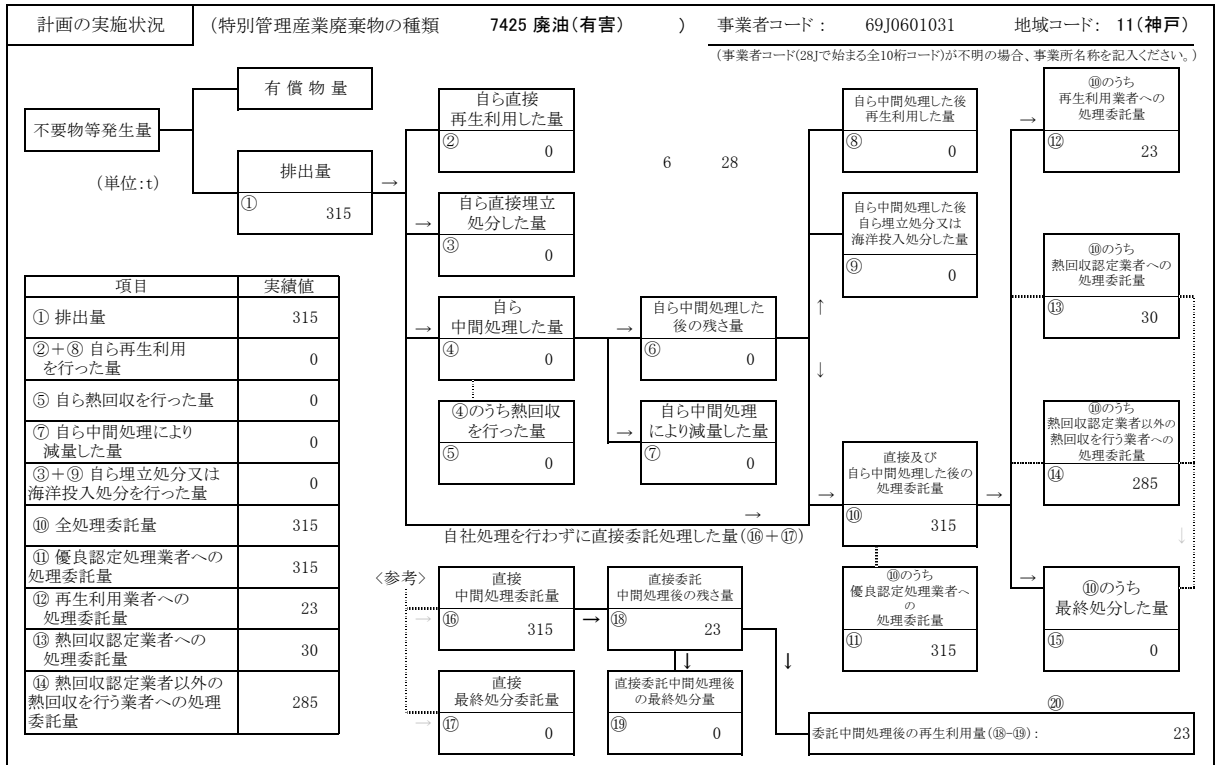 計画の実施状況 (特別管理産業廃棄物の種類 7425 廃油(有害) ) 事業者コード: 69J0601031 地域コード: 11(神戸)
(事業者コード(28Jで始まる全10桁コード)が不明の場合、事業所名称を記入ください。)
不要物等発生量
(単位:t)
有償物量
排出量
→
① 315
自ら直接
再生利用した量
② 0
6 28
→
自ら直接埋立
処分した量
③ 0
→
自ら
中間処理した量
④ 0
④のうち熱回収
を行った量
⑤ 0
→
自ら中間処理した
後の残さ量
⑥ 0
→
自ら中間処理
により減量した量
⑦ 0
自ら中間処理した後
再生利用した量
⑧ 0
自ら中間処理した後
自ら埋立処分又は
海洋投入処分した量
⑨ 0
↑
↓
→
自社処理を行わずに直接委託処理した量(⑯+⑰)
→
直接及び
自ら中間処理した後の
処理委託量
⑩ 315
→
⑩のうち
優良認定処理業者へ
の
処理委託量
⑪ 315
→
⑩のうち
再生利用業者への
処理委託量
⑫ 23
⑩のうち
熱回収認定業者への
処理委託量
⑬ 30
⑩のうち
熱回収認定業者以外の
熱回収を行う業者への
処理委託量
⑭ 285
↓
→
⑩のうち
最終処分した量
⑮ 0
項目 実績値
① 排出量 315
②+⑧ 自ら再生利用
を行った量 0
⑤ 自ら熱回収を行った量 0
⑦ 自ら中間処理により
減量した量 0
③+⑨ 自ら埋立処分又は
海洋投入処分を行った量 0
⑩ 全処理委託量 315
⑪ 優良認定処理業者への
処理委託量 315
⑫ 再生利用業者への
処理委託量 23
⑬ 熱回収認定業者への
処理委託量 30
⑭ 熱回収認定業者以外の
熱回収を行う業者への処理
委託量 285
<参考>
→
直接
中間処理委託量
⑯ 315
→
直接委託
中間処理後の残さ量
⑱ 23
↓
↓
→
直接
最終処分委託量
⑰ 0
直接委託中間処理後
の最終処分量
⑲ 0
⑳
委託中間処理後の再生利用量(⑱-⑲): 23